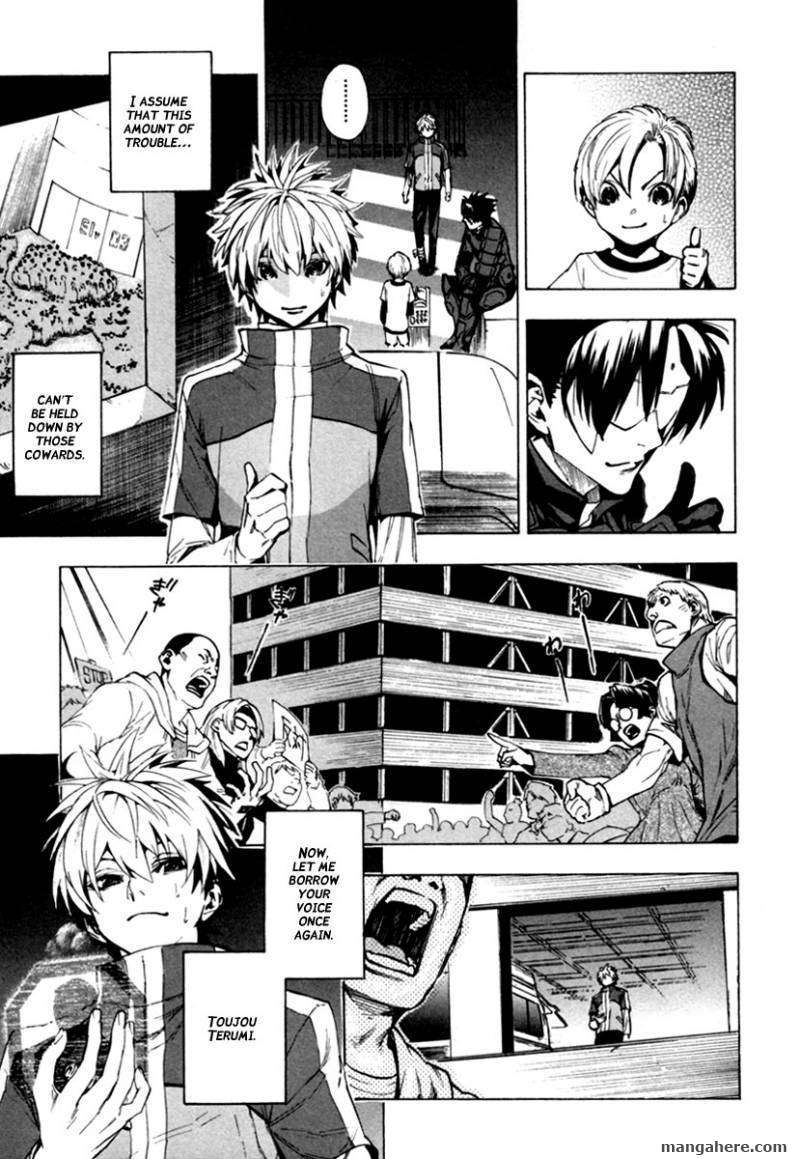 ..........
I ASSUME
THAT THIS
AMOUNT OF
TROUBLE...
CAN'T
BE HELD
DOWN BY
THOSE
COWARDS.
STOP
NOW,
LET ME
BORROW
YOUR
VOICE
ONCE
AGAIN.
TOUJOU
TERUMI.
mangahere.com